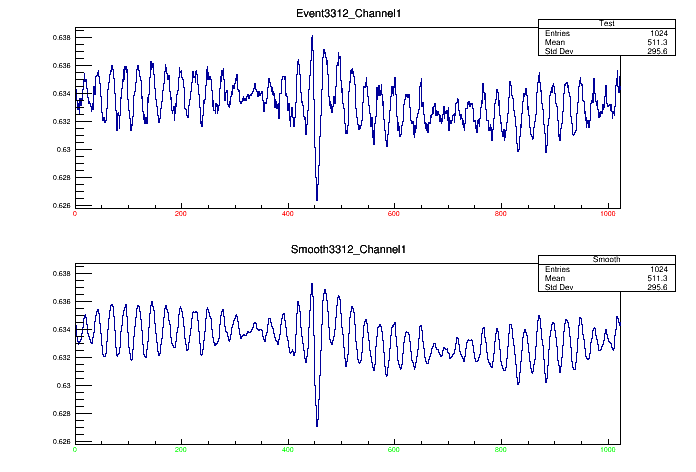 Event3312_Channel1
Test
Entries 1024
Mean 511.3
Std Dev 295.6
0.638
0.636
0.634
0.632
0.63
0.628
0.626
0 200 400 600 800 1000
Smooth3312_Channel1
Smooth
Entries 1024
Mean 511.3
Std Dev 295.6
0.638
0.636
0.634
0.632
0.63
0.628
0.626
0 200 400 600 800 1000